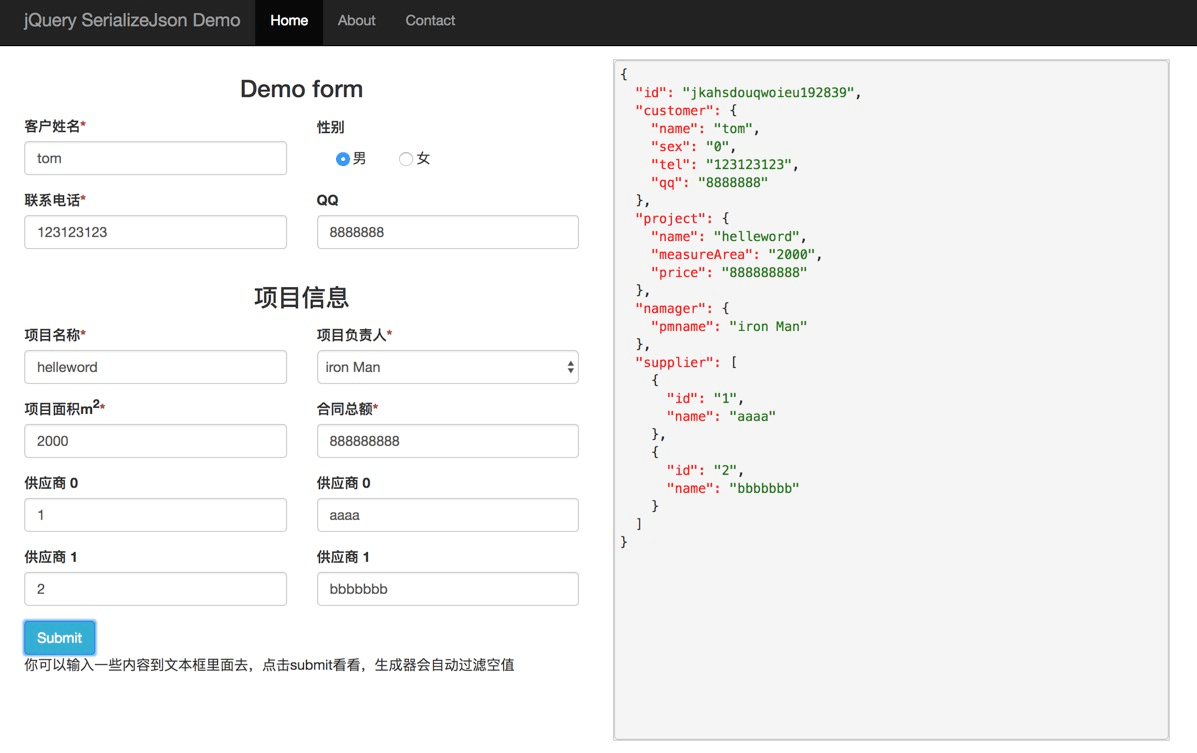 jQuery SerializeJson Demo Home About Contact
Demo form
客户姓名* 性别
tom 男 女
联系电话* QQ
123123123 8888888
项目信息
项目名称* 项目负责人*
helleword iron Man
项目面积m2* 合同总额*
2000 888888888
供应商 0 供应商 0
1 aaaa
供应商 1 供应商 1
2 bbbbbbb
Submit
你可以输入一些内容到文本框里面去，点击submit看看，生成器会自动过滤空值
{
"id": "jkahsdouqwoieu192839",
"customer": {
"name": "tom",
"sex": "0",
"tel": "123123123",
"qq": "8888888"
},
"project": {
"name": "helleword",
"measureArea": "2000",
"price": "888888888"
},
"namager": {
"pmname": "iron Man"
},
"supplier": [
{
"id": "1",
"name": "aaaa"
},
{
"id": "2",
"name": "bbbbbbb"
}
]
}